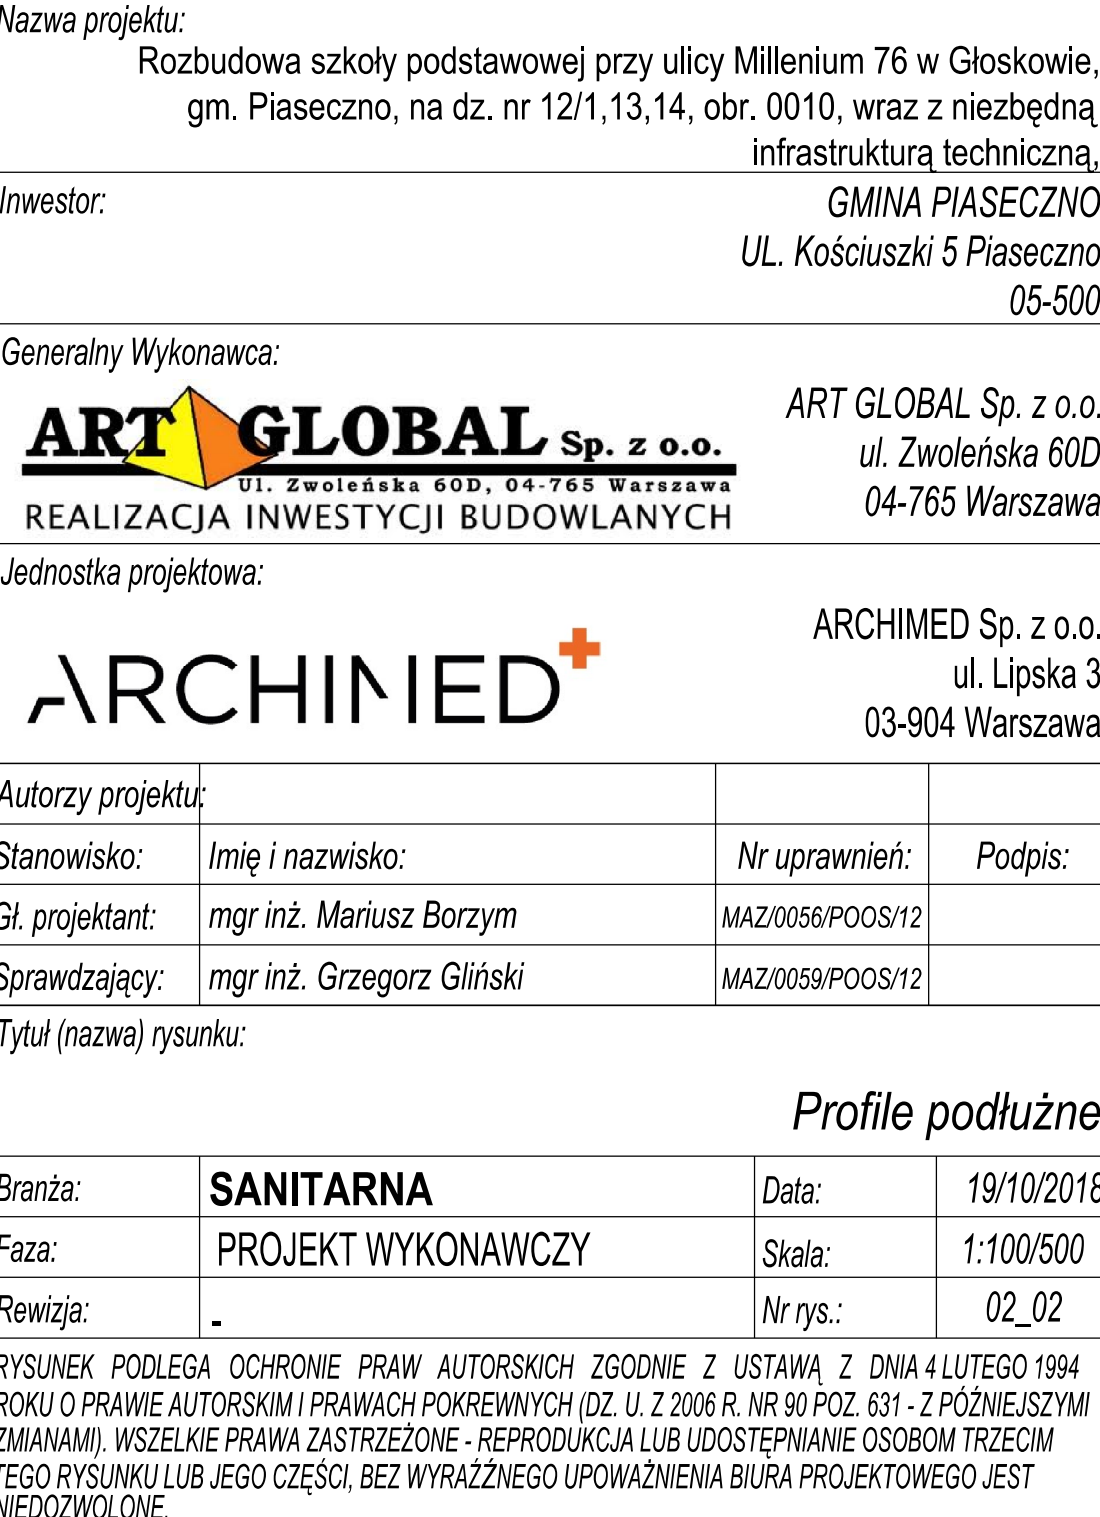 Nazwa projektu:
Rozbudowa szkoły podstawowej przy ulicy Millenium 76 w Głoskowie,
gm. Piaseczno, na dz. nr 12/1,13,14, obr. 0010, wraz z niezbędną
infrastrukturą techniczną,
Inwestor:
GMINA PIASECZNO
UL. Kościuszki 5 Piaseczno
05-500
Generalny Wykonawca:
ART GLOBAL Sp. z o.o.
Ul. Zwoleńska 60D, 04-765 Warszawa
REALIZACJA INWESTYCJI BUDOWLANYCH
ART GLOBAL Sp. z o.o.
ul. Zwoleńska 60D
04-765 Warszawa
Jednostka projektowa:
ARCHIMED
ARCHIMED Sp. z o.o.
ul. Lipska 3
03-904 Warszawa
Autorzy projektu:
Stanowisko: Imię i nazwisko: Nr uprawnień: Podpis:
Gł. projektant: mgr inż. Mariusz Borzym MAZ/0056/POOS/12
Sprawdzający: mgr inż. Grzegorz Gliński MAZ/0059/POOS/12
Tytuł (nazwa) rysunku:
Profile podłużne
Branża: SANITARNA Data: 19/10/2018
Faza: PROJEKT WYKONAWCZY Skala: 1:100/500
Rewizja: - Nr rys.: 02_02
RYSUNEK PODLEGA OCHRONIE PRAW AUTORSKICH ZGODNIE Z USTAWĄ Z DNIA 4 LUTEGO 1994
ROKU O PRAWIE AUTORSKIM I PRAWACH POKREWNYCH (DZ. U. Z 2006 R. NR 90 POZ. 631 - Z PÓŹNIEJSZYMI
ZMIANAMI). WSZELKIE PRAWA ZASTRZEŻONE - REPRODUKCJA LUB UDOSTĘPNIANIE OSOBOM TRZECIM
TEGO RYSUNKU LUB JEGO CZĘŚCI, BEZ WYRAŹŹNEGO UPOWAŻNIENIA BIURA PROJEKTOWEGO JEST
NIEDOZWOLONE.